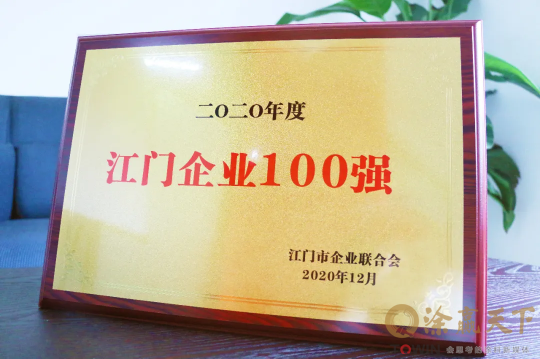 二〇二〇年度
江门企业100强
江门市企业联合会
2020年12月
涂赢天下